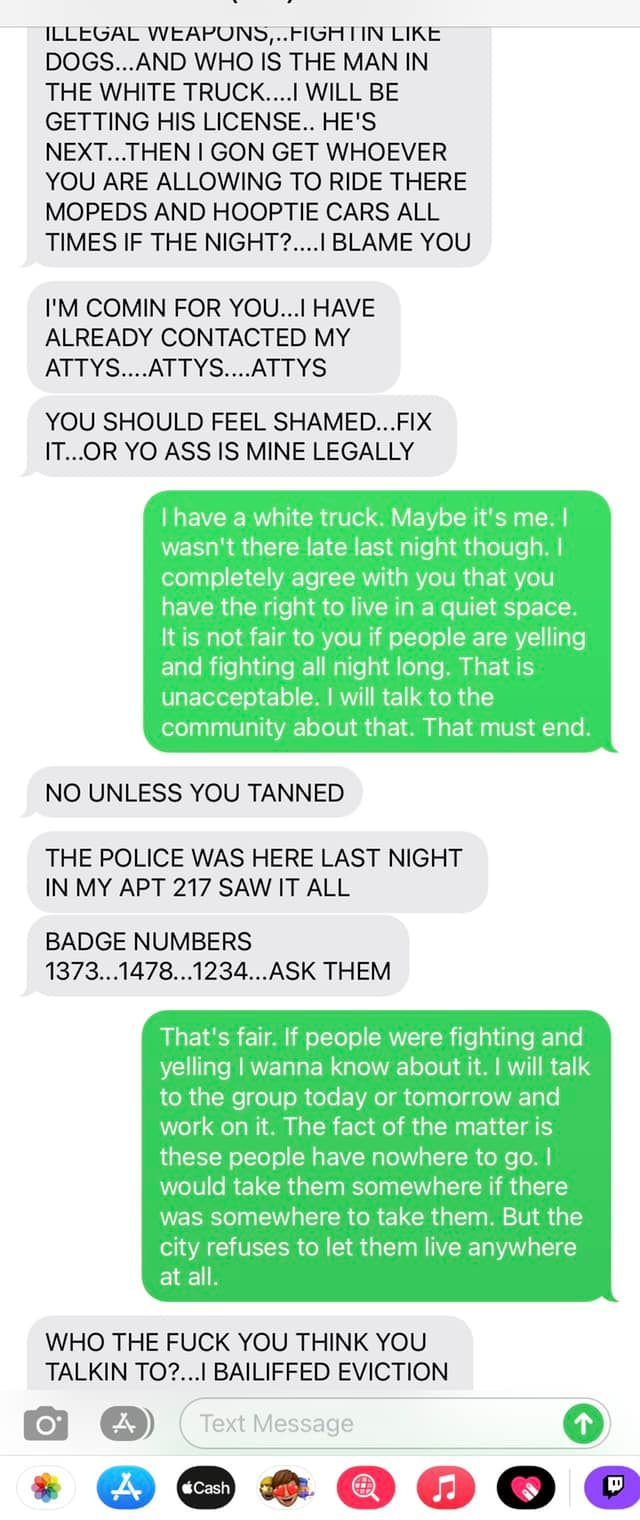 ILLEGAL WEAPONS,..FIGHTIN LIKE
DOGS...AND WHO IS THE MAN IN
THE WHITE TRUCK....I WILL BE
GETTING HIS LICENSE.. HE'S
NEXT...THEN I GON GET WHOEVER
YOU ARE ALLOWING TO RIDE THERE
MOPEDS AND HOOPTIE CARS ALL
TIMES IF THE NIGHT?....I BLAME YOU
I'M COMIN FOR YOU...I HAVE
ALREADY CONTACTED MY
ATTYS....ATTYS....ATTYS
YOU SHOULD FEEL SHAMED...FIX
IT...OR YO ASS IS MINE LEGALLY
I have a white truck. Maybe it's me. I
wasn't there late last night though. I
completely agree with you that you
have the right to live in a quiet space.
It is not fair to you if people are yelling
and fighting all night long. That is
unacceptable. I will talk to the
community about that. That must end.
NO UNLESS YOU TANNED
THE POLICE WAS HERE LAST NIGHT
IN MY APT 217 SAW IT ALL
BADGE NUMBERS
1373...1478...1234...ASK THEM
That's fair. If people were fighting and
yelling I wanna know about it. I will talk
to the group today or tomorrow and
work on it. The fact of the matter is
these people have nowhere to go. I
would take them somewhere if there
was somewhere to take them. But the
city refuses to let them live anywhere
at all.
WHO THE FUCK YOU THINK YOU
TALKIN TO?...I BAILIFFED EVICTION
Text Message
Cash